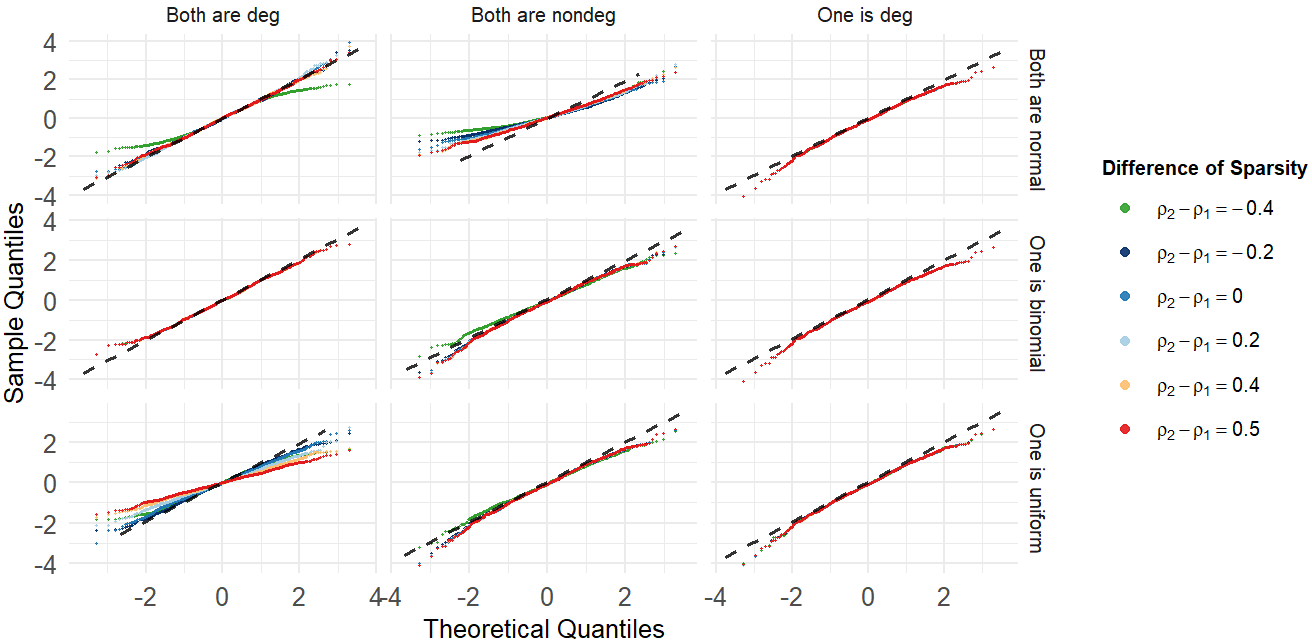 Both are deg
Both are nondeg
One is deg
4
2
0
-2
-4
Both are normal
4
2
0
-2
-4
One is binomial
2
0
-2
-4
One is uniform
-2 0 2 4
-4 -2 0 2
-4 -2 0 2
Sample Quantiles
Theoretical Quantiles
Difference of Sparsity
ρ₂ − ρ₁ = −0.4
ρ₂ − ρ₁ = −0.2
ρ₂ − ρ₁ = 0
ρ₂ − ρ₁ = 0.2
ρ₂ − ρ₁ = 0.4
ρ₂ − ρ₁ = 0.5